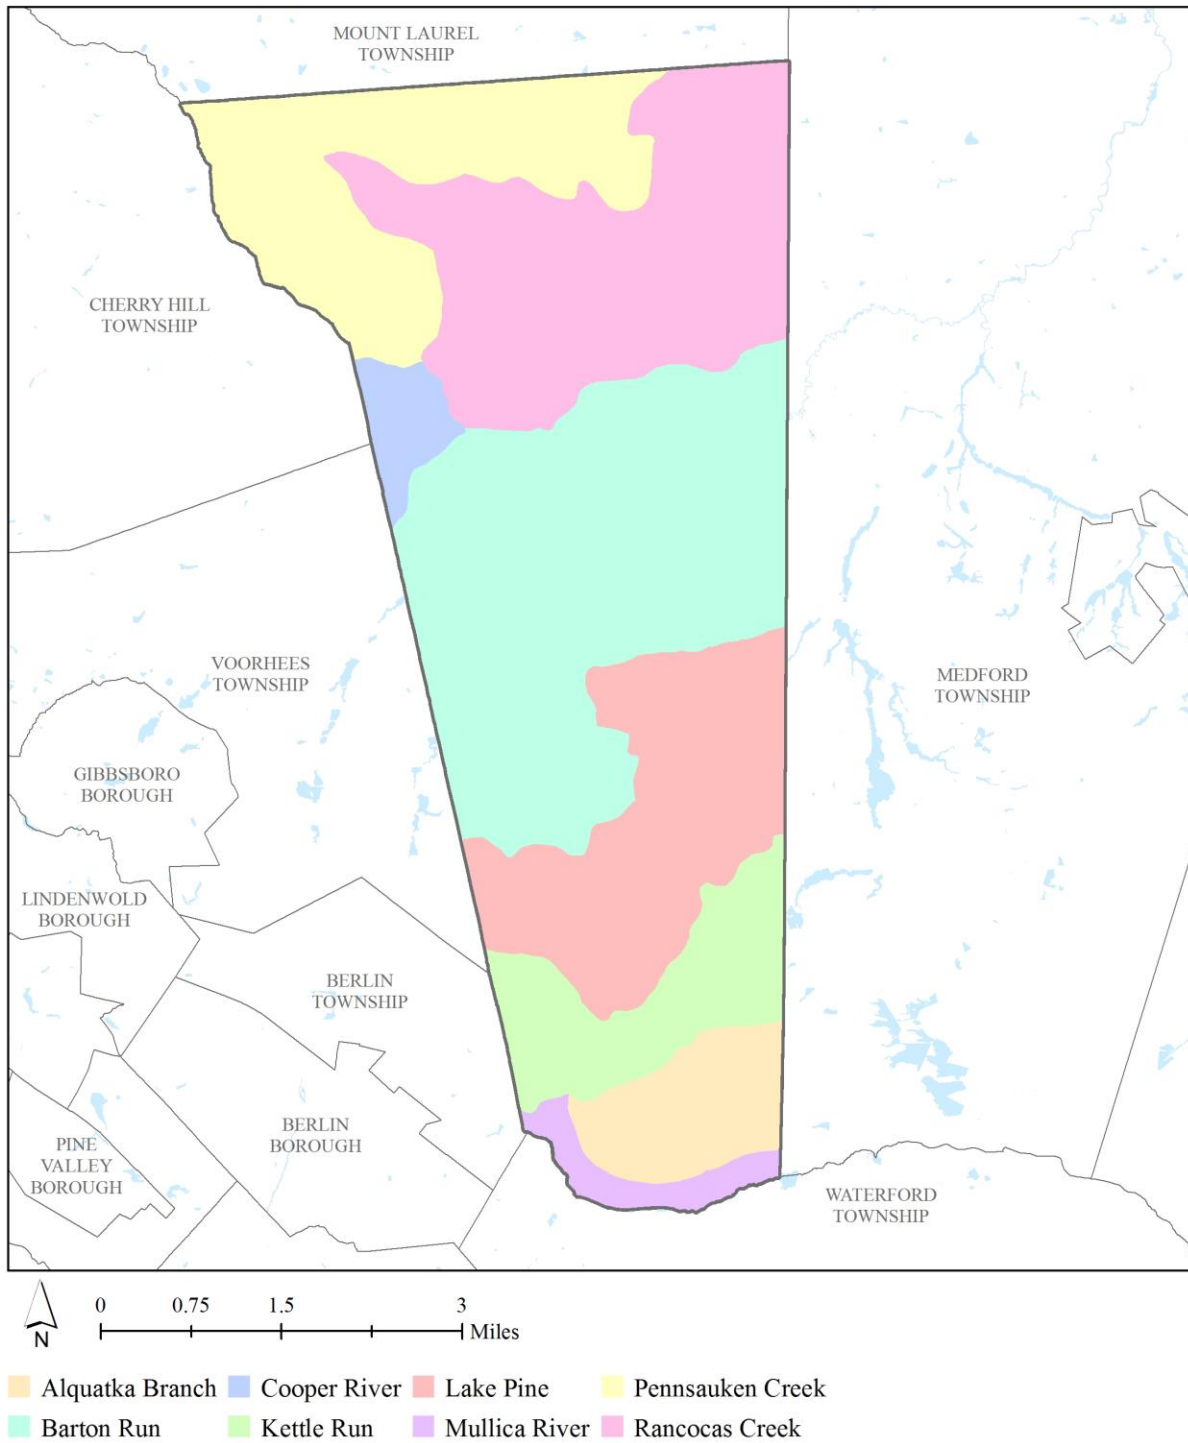 MOUNT LAUREL
TOWNSHIP
CHERRY HILL
TOWNSHIP
VOORHEES
TOWNSHIP
MEDFORD
TOWNSHIP
GIBBSBORO
BOROUGH
LINDENWOLD
BOROUGH
BERLIN
TOWNSHIP
BERLIN
BOROUGH
PINE
VALLEY
BOROUGH
WATERFORD
TOWNSHIP
N
0 0.75 1.5 3
Miles
Alquatka Branch Cooper River Lake Pine Pennsauken Creek
Barton Run Kettle Run Mullica River Rancocas Creek